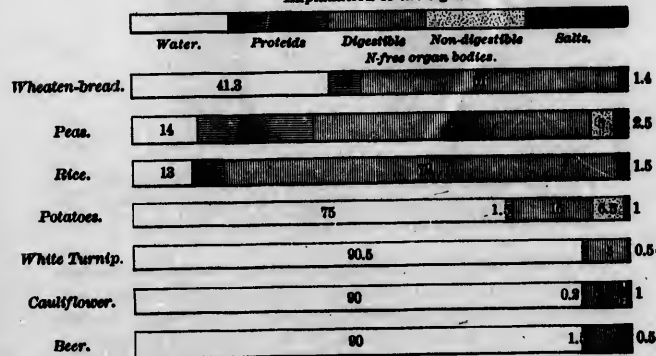 Water. Proteids Digestible Non-digestible Salts.
N-free organ bodies.
Wheaten-bread. 41.3 1.4
Peas. 14 2.5
Rice. 13 1.5
Potatoes. 75 1
White Turnip. 90.5 0.5
Cauliflower. 90 0.2 1
Beer. 90 0.5